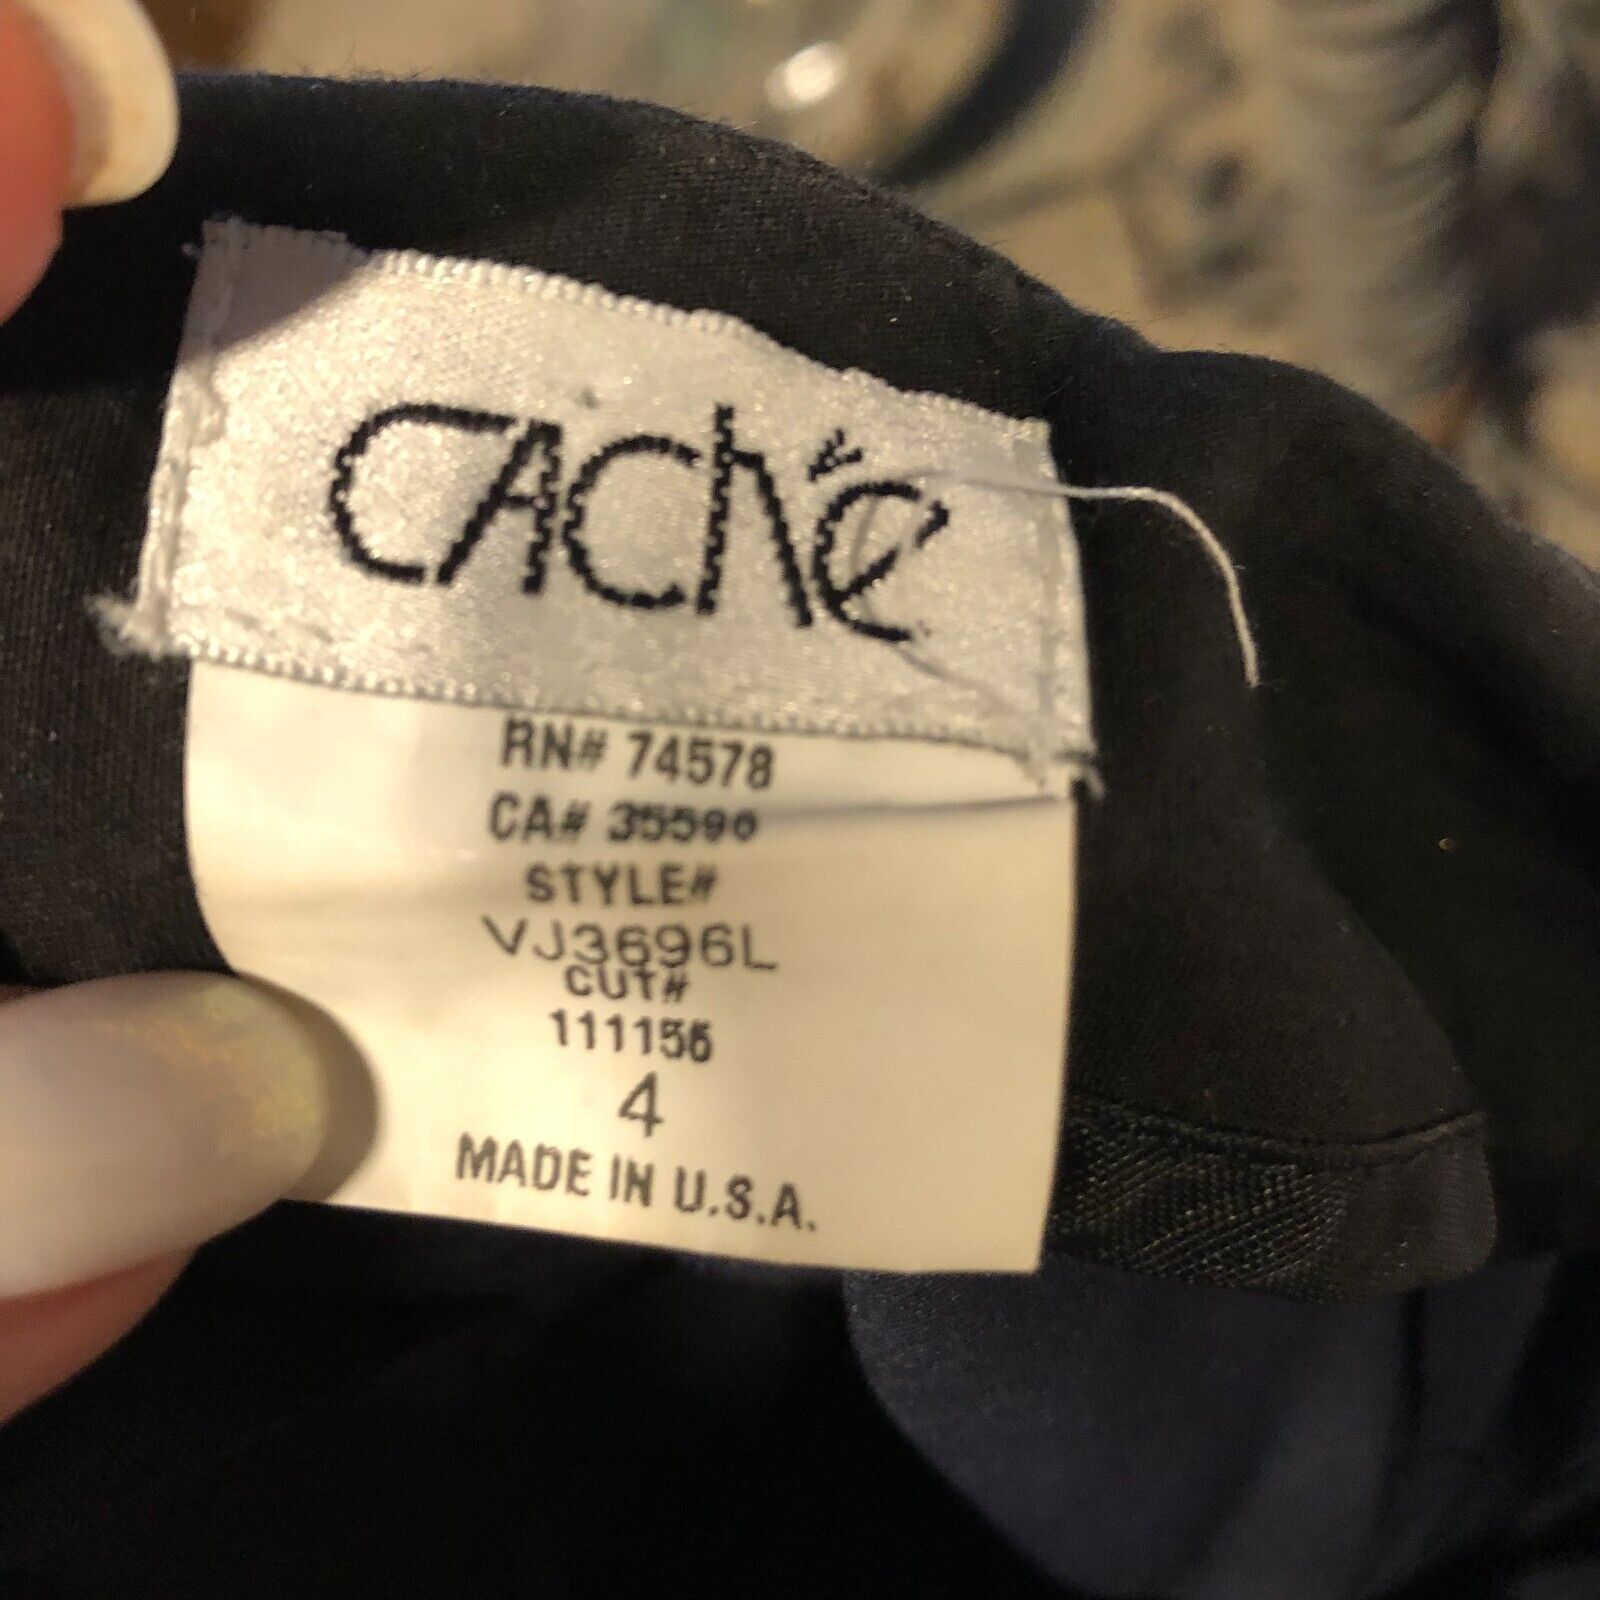 CACHÉ
RN# 74578
CA# 35596
STYLE#
VJ3696L
CUT#
111156
4
MADE IN U.S.A.